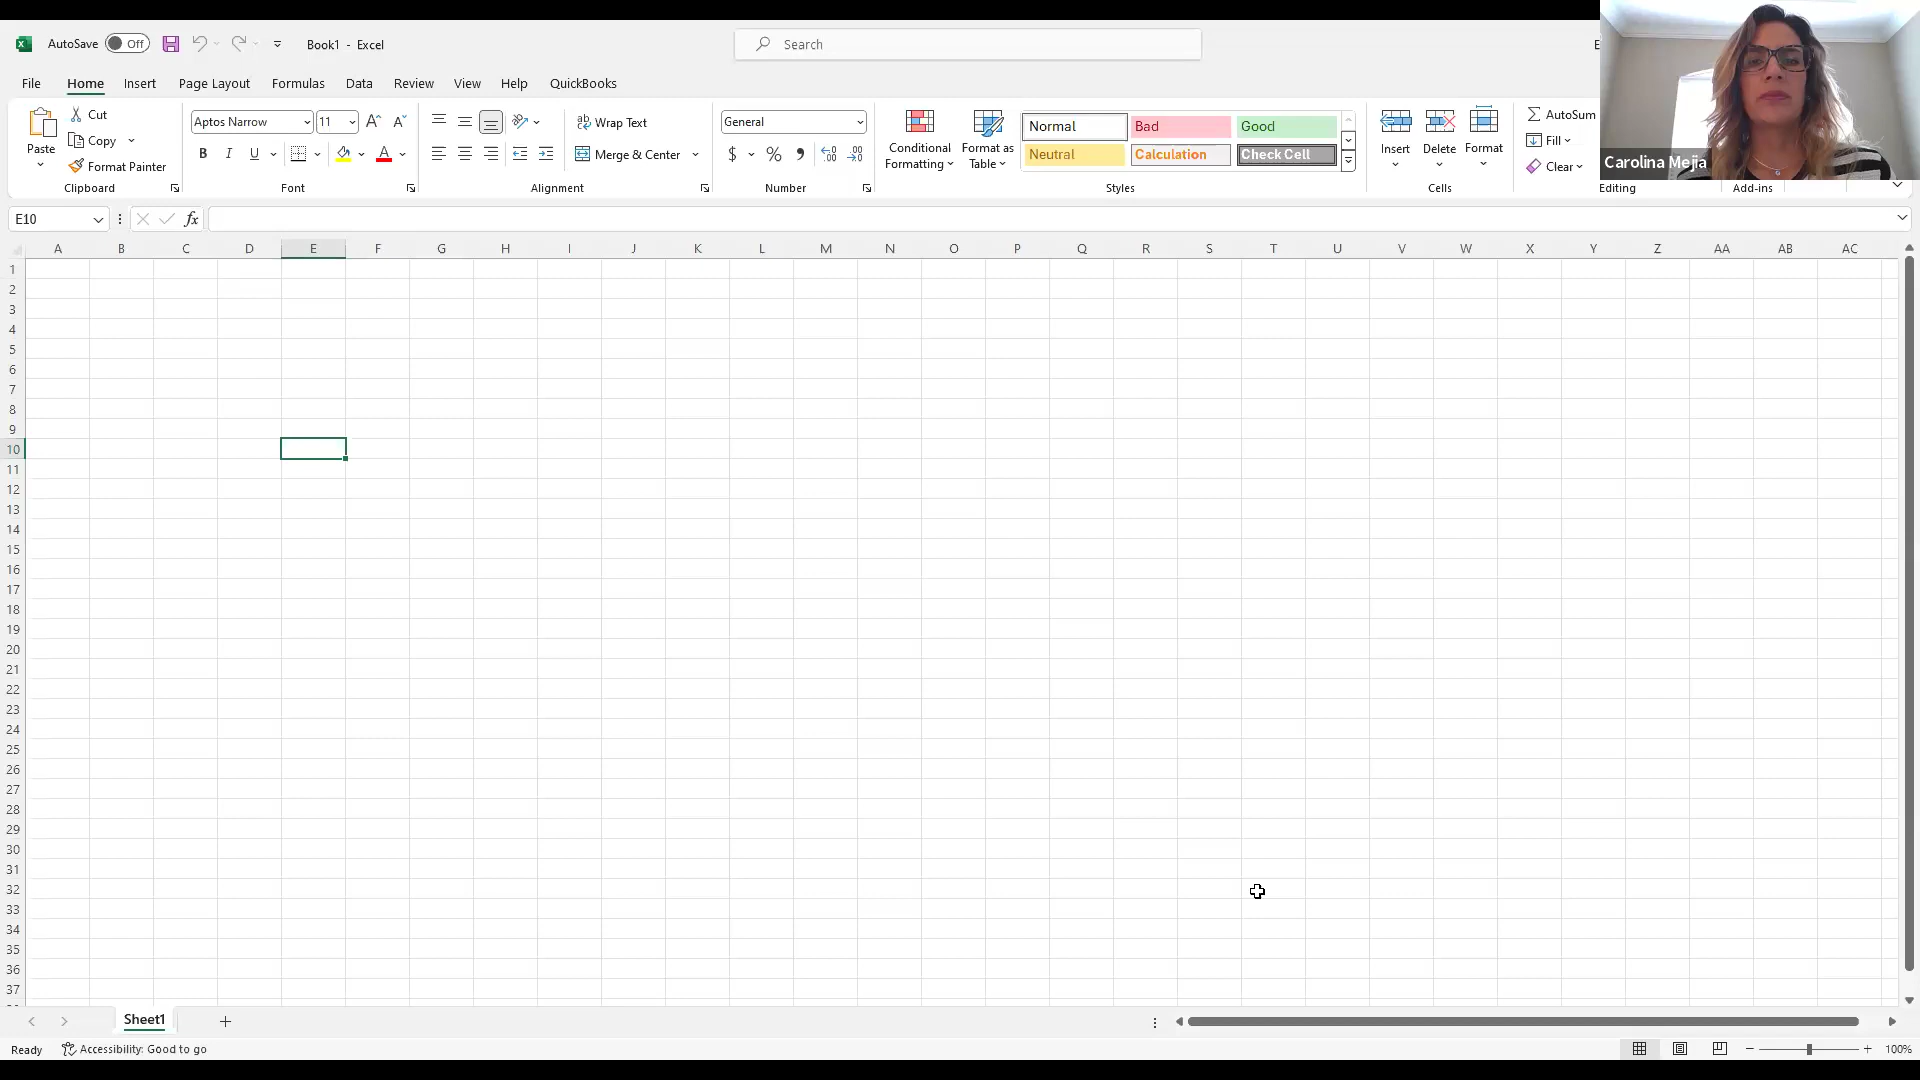 AutoSave Off Book1 - Excel Search E
File Home Insert Page Layout Formulas Data Review View Help QuickBooks
Paste
Cut
Copy
Format Painter
Clipboard
Aptos Narrow 11
B I U
Font
Wrap Text
Merge & Center
Alignment
General
$ % ,
Number
Conditional Formatting
Format as Table
Normal Bad Good
Neutral Calculation Check Cell
Styles
Insert Delete Format
Cells
AutoSum
Fill
Clear
Editing
Add-ins
Carolina Mejia
E10 fx
A B C D E F G H I J K L M N O P Q R S T U V W X Y Z AA AB AC
1
2
3
4
5
6
7
8
9
10
11
12
13
14
15
16
17
18
19
20
21
22
23
24
25
26
27
28
29
30
31
32
33
34
35
36
37
Sheet1
Ready Accessibility: Good to go 100%